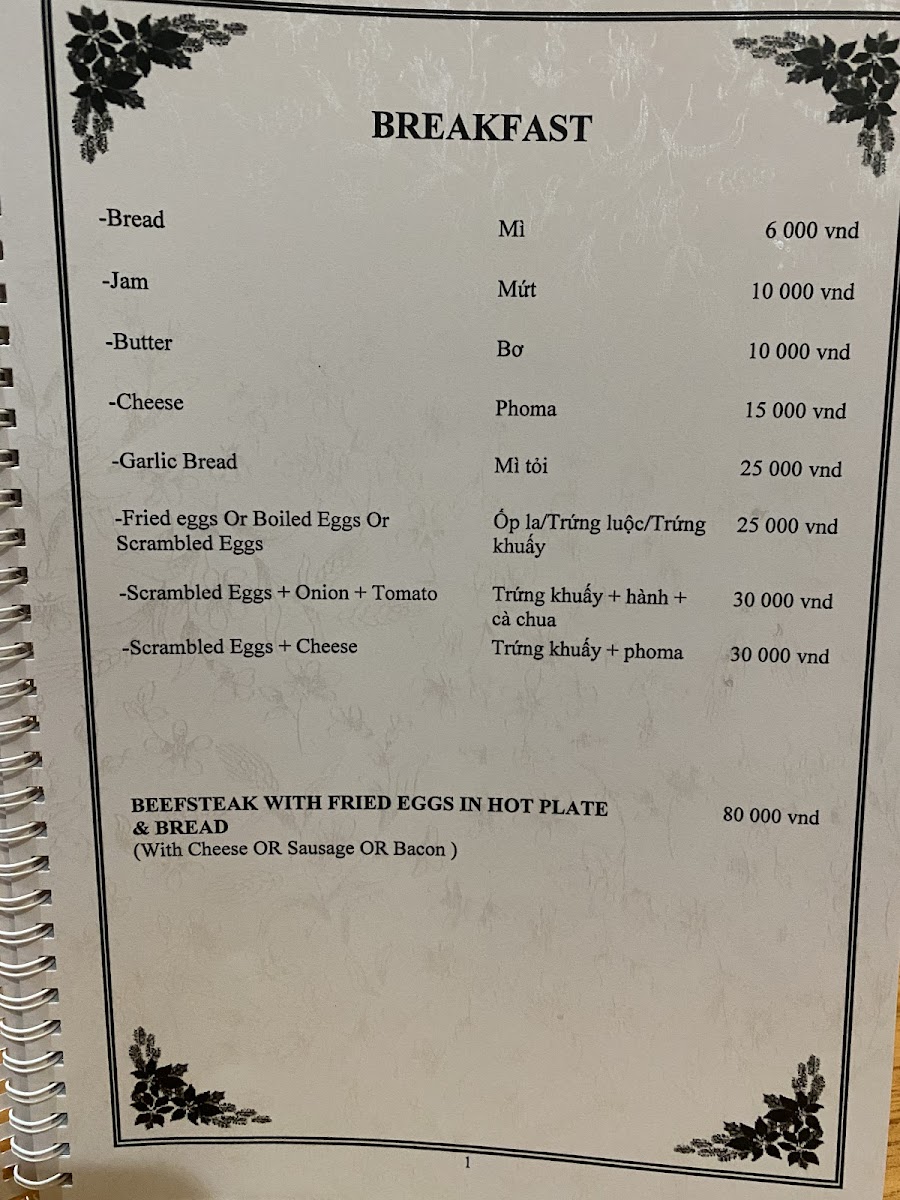 BREAKFAST
-Bread Mì 6 000 vnd
-Jam Mứt 10 000 vnd
-Butter Bơ 10 000 vnd
-Cheese Phoma 15 000 vnd
-Garlic Bread Mì tỏi 25 000 vnd
-Fried eggs Or Boiled Eggs Or Ốp la/Trứng luộc/Trứng 25 000 vnd
Scrambled Eggs khuấy
-Scrambled Eggs + Onion + Tomato Trứng khuấy + hành + 30 000 vnd
cà chua
-Scrambled Eggs + Cheese Trứng khuấy + phoma 30 000 vnd
BEEFSTEAK WITH FRIED EGGS IN HOT PLATE 80 000 vnd
& BREAD
(With Cheese OR Sausage OR Bacon )
1